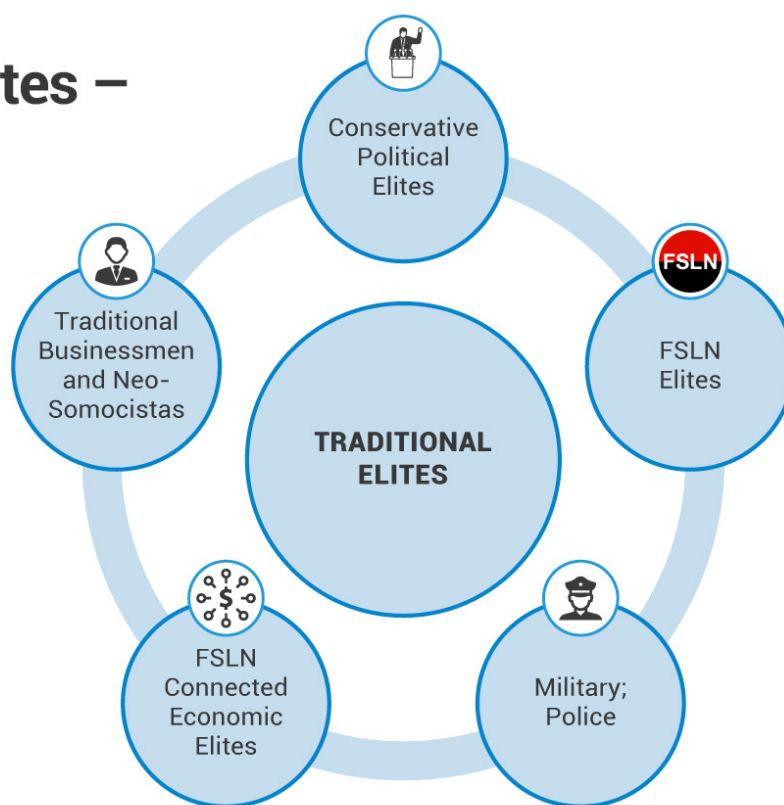 tes –
Conservative
Political
Elites
FSLN
FSLN
Elites
Traditional
Businessmen
and Neo-
Somocistas
TRADITIONAL
ELITES
$
FSLN
Connected
Economic
Elites
Military;
Police